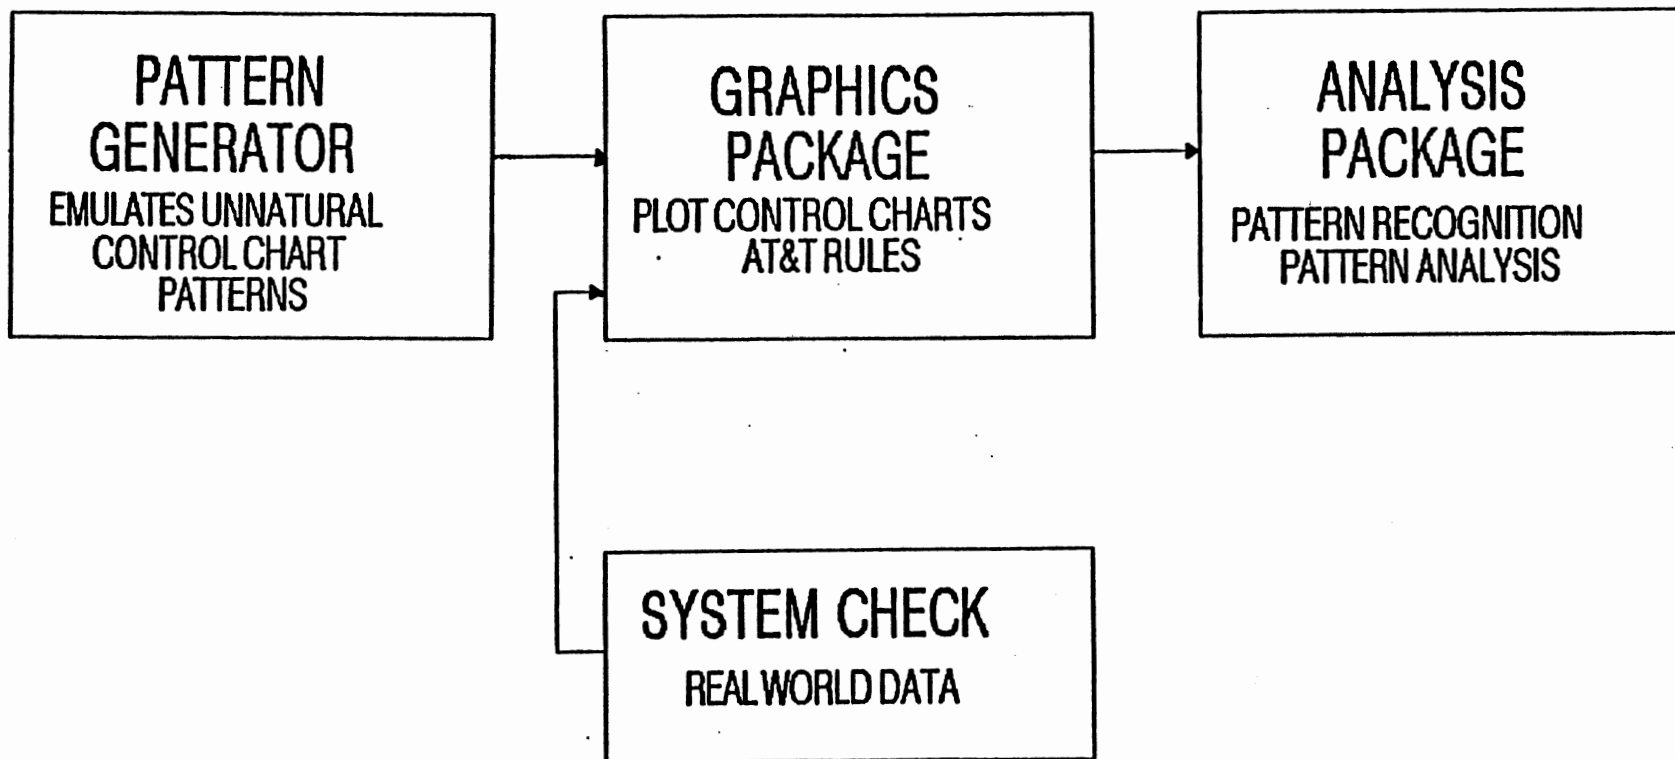 PATTERN
GENERATOR
EMULATES UNNATURAL
CONTROL CHART
PATTERNS
GRAPHICS
PACKAGE
PLOT CONTROL CHARTS
AT&T RULES
ANALYSIS
PACKAGE
PATTERN RECOGNITION
PATTERN ANALYSIS
SYSTEM CHECK
REAL WORLD DATA